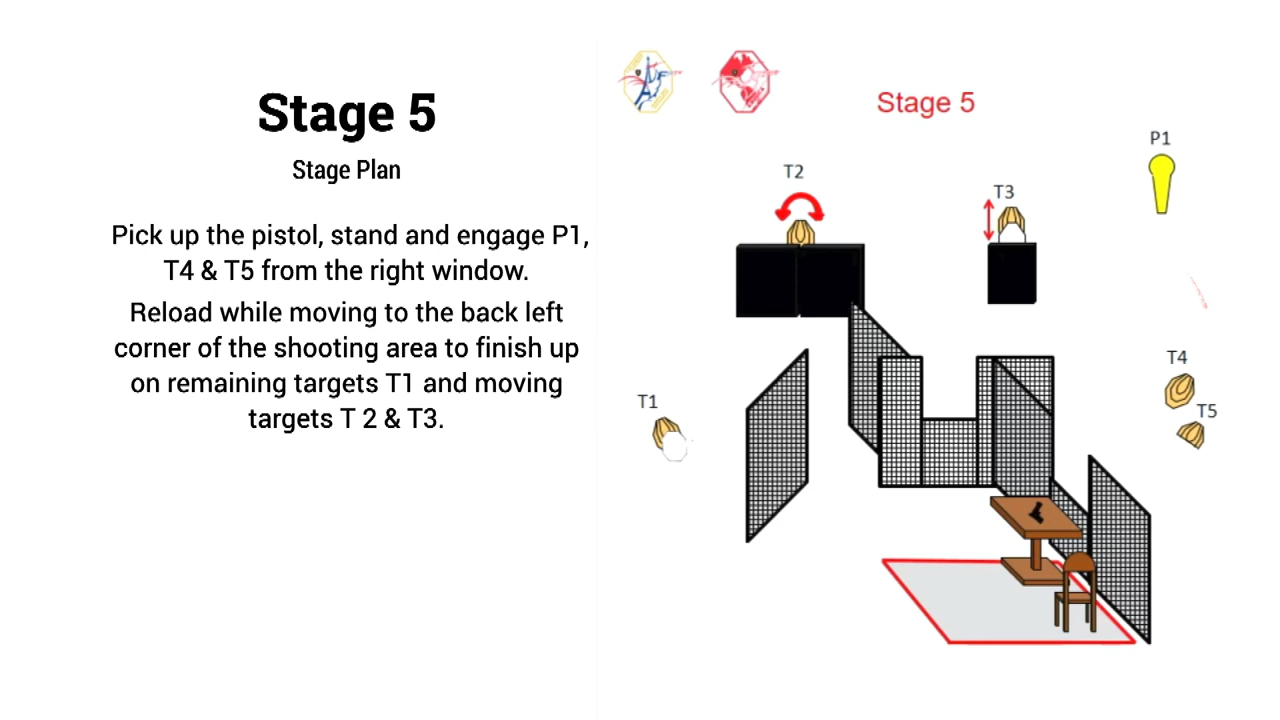 Stage 5
Stage Plan
Pick up the pistol, stand and engage P1,
T4 & T5 from the right window.
Reload while moving to the back left
corner of the shooting area to finish up
on remaining targets T1 and moving
targets T 2 & T3.
Stage 5
P1
T2
T3
T4
T1
T5